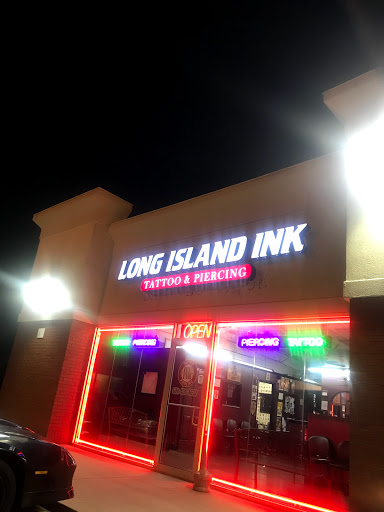 LONG ISLAND INK
TATTOO & PIERCING
OPEN
PIERCING
PIERCING TATTOO